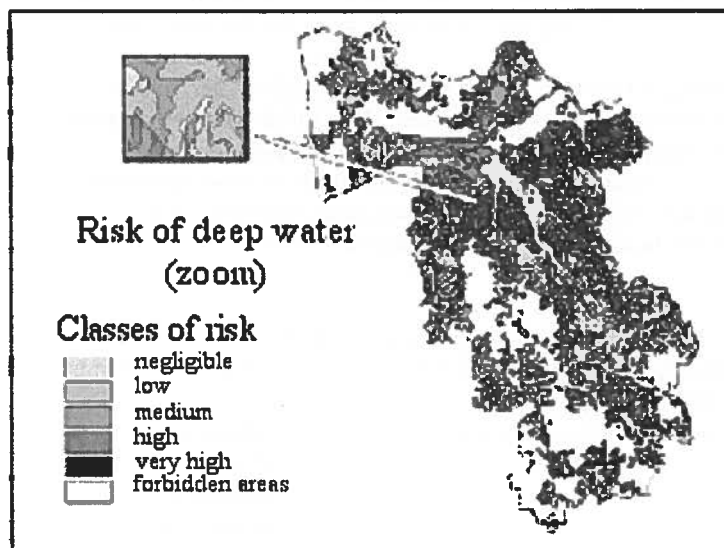 Risk of deep water
(zoom)
Classes of risk
negligible
low
medium
high
very high
forbidden areas